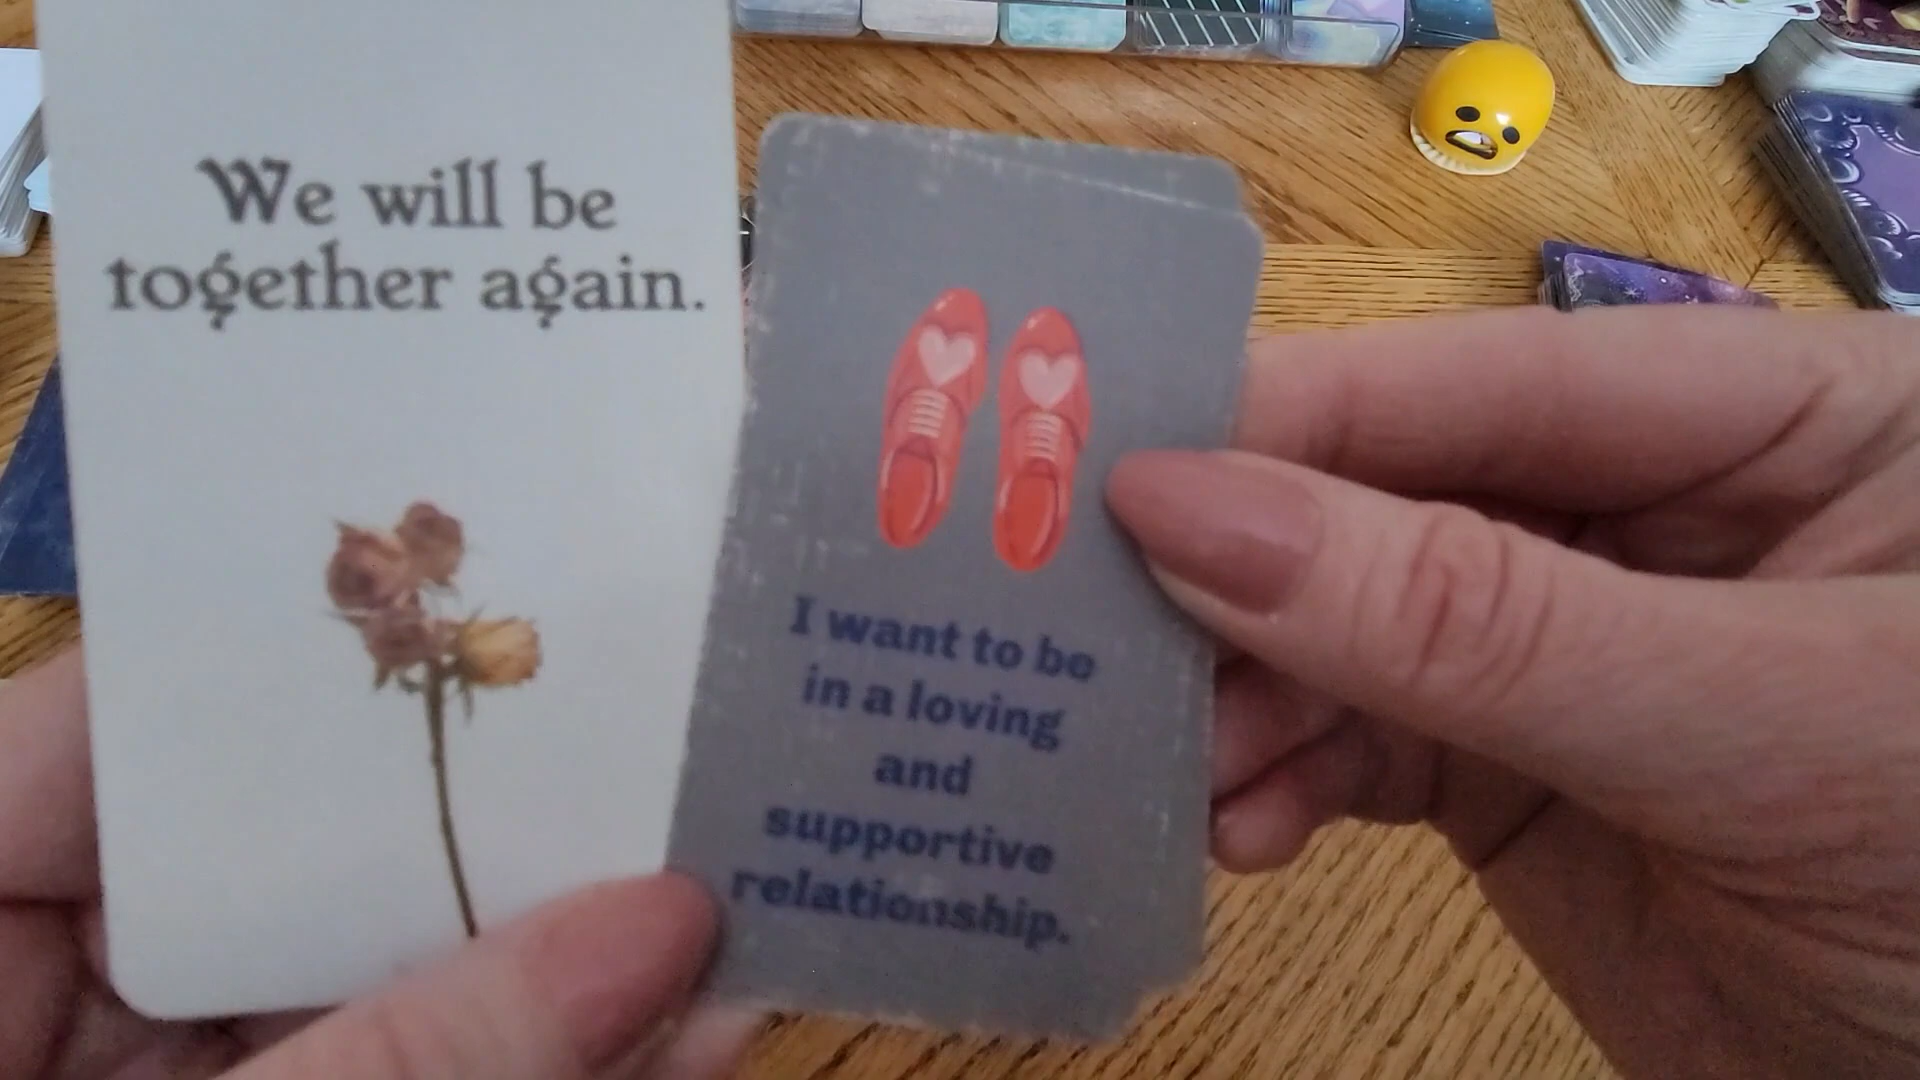 We will be
together again.
I want to be
in a loving
and
supportive
relationship.